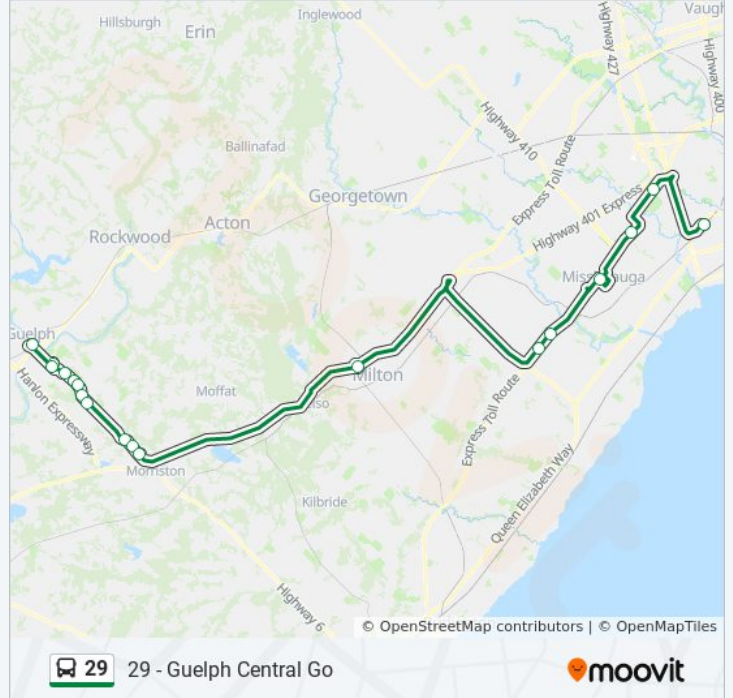 Hillsburgh
Erin
Inglewood
Vaugh
Highway 427
Highway 400
Highway 410
Ballinafad
Express Toll Route
Georgetown
Highway 401 Express
Acton
Rockwood
Miss
uga
Guelph
Milton
Hanlon Expressway
Moffat
Express Toll Route
Morriston
Kilbride
Queen Elizabeth Way
Highway 6
© OpenStreetMap contributors | © OpenMapTiles
29 29 - Guelph Central Go
moovit